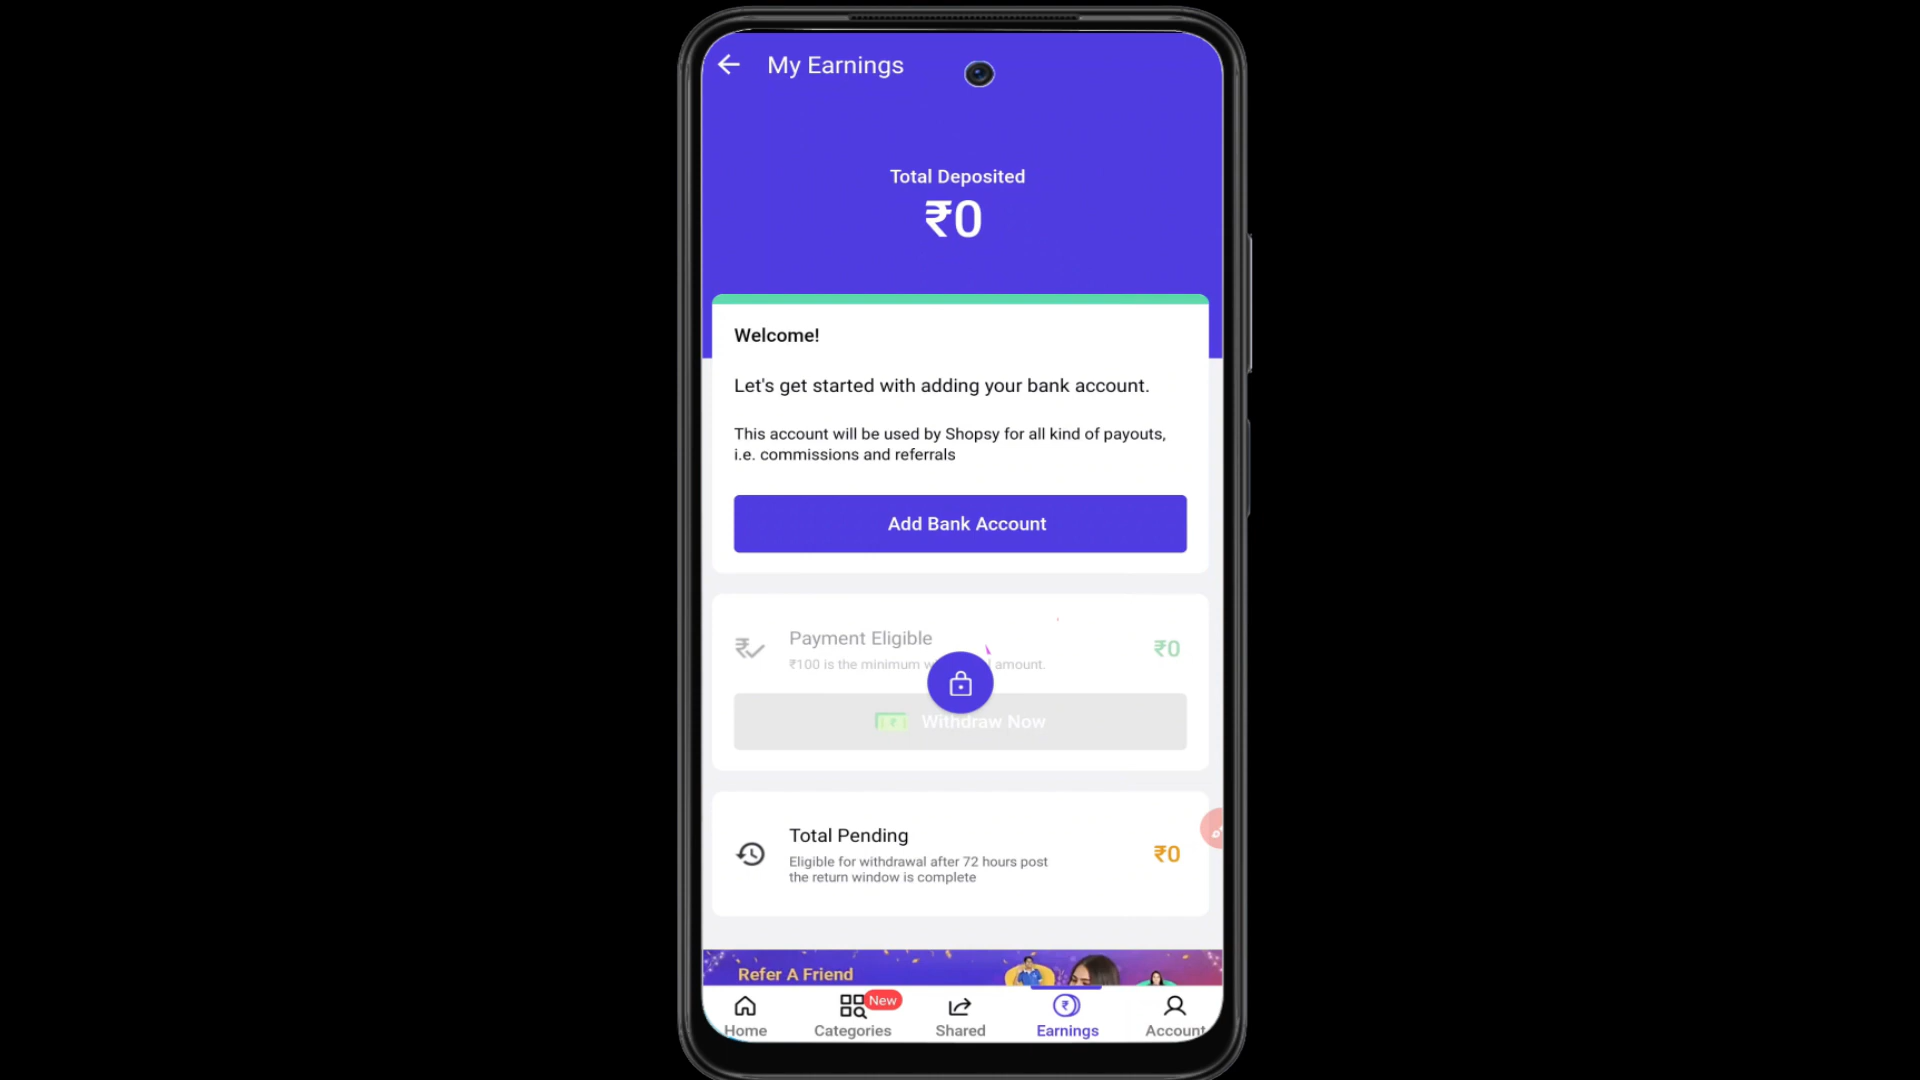 My Earnings
Total Deposited
₹0
Welcome!
Let's get started with adding your bank account.
This account will be used by Shopsy for all kind of payouts,
i.e. commissions and referrals
Add Bank Account
Payment Eligible
₹0
₹100 is the minimum amount.
Withdraw Now
Total Pending
₹0
Eligible for withdrawal after 72 hours post
the return window is complete
Refer A Friend
New
Home Categories Shared Earnings Account